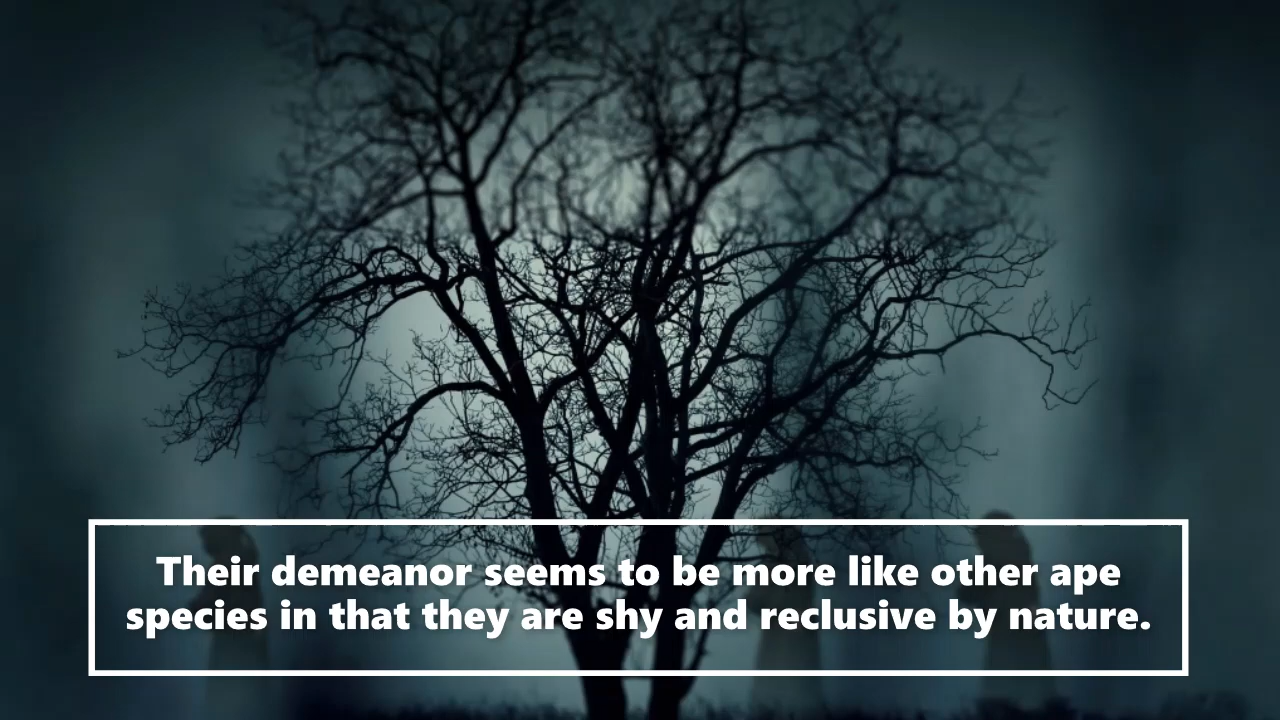 Their demeanor seems to be more like other ape
species in that they are shy and reclusive by nature.